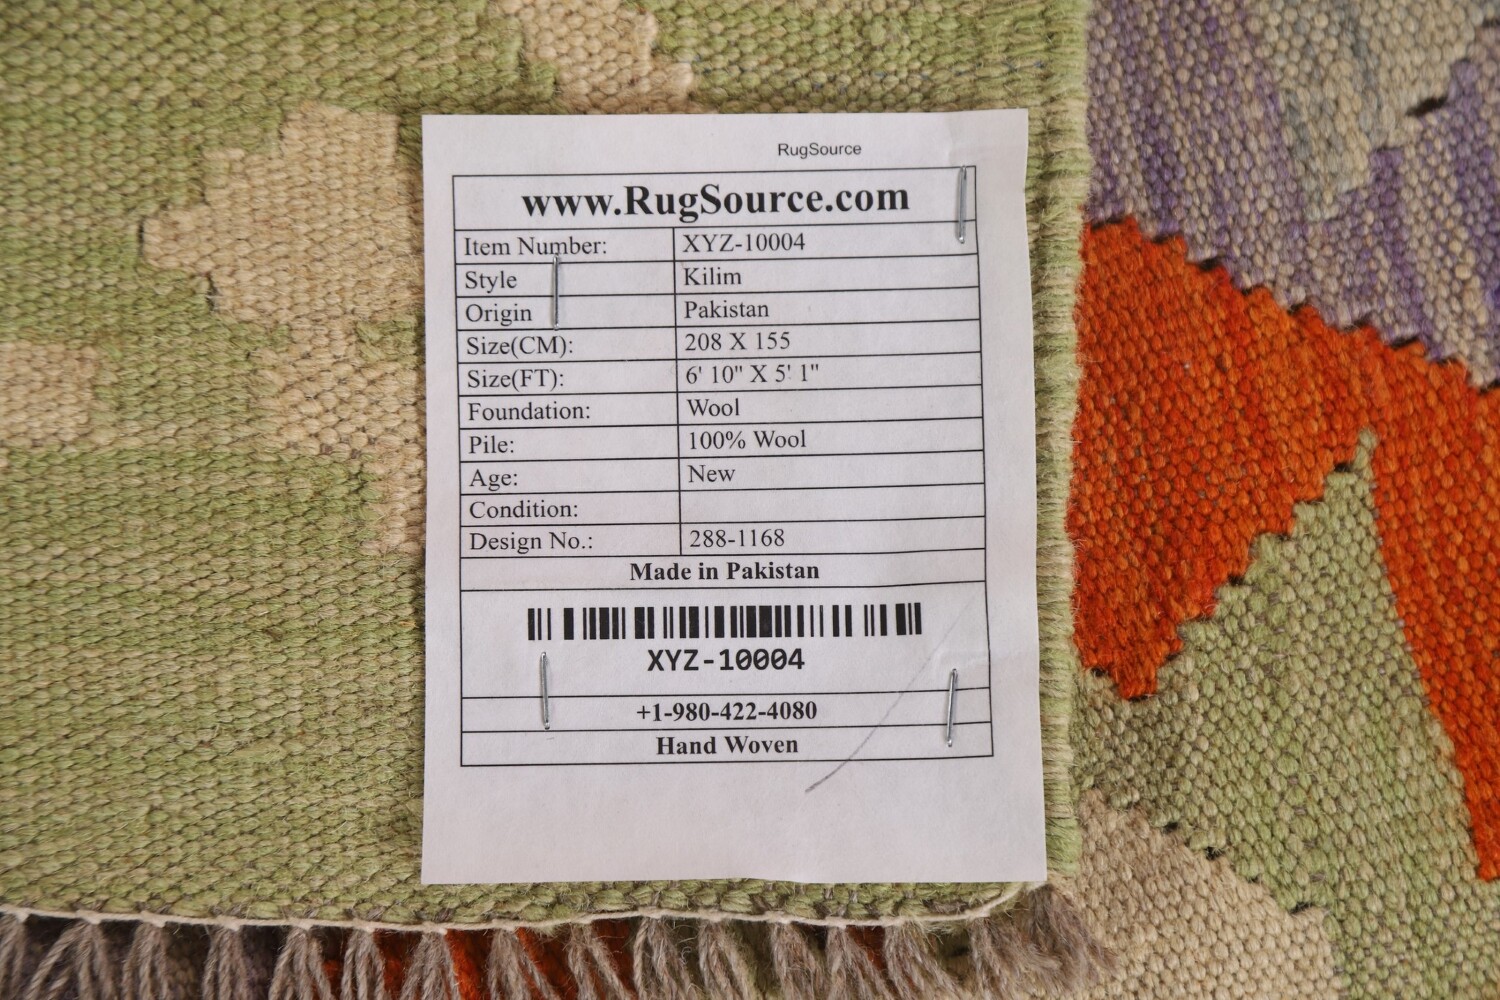 RugSource
www.RugSource.com
Item Number: XYZ-10004
Style Kilim
Origin Pakistan
Size(CM): 208 X 155
Size(FT): 6' 10" X 5' 1"
Foundation: Wool
Pile: 100% Wool
Age: New
Condition:
Design No.: 288-1168
Made in Pakistan
XYZ-10004
+1-980-422-4080
Hand Woven